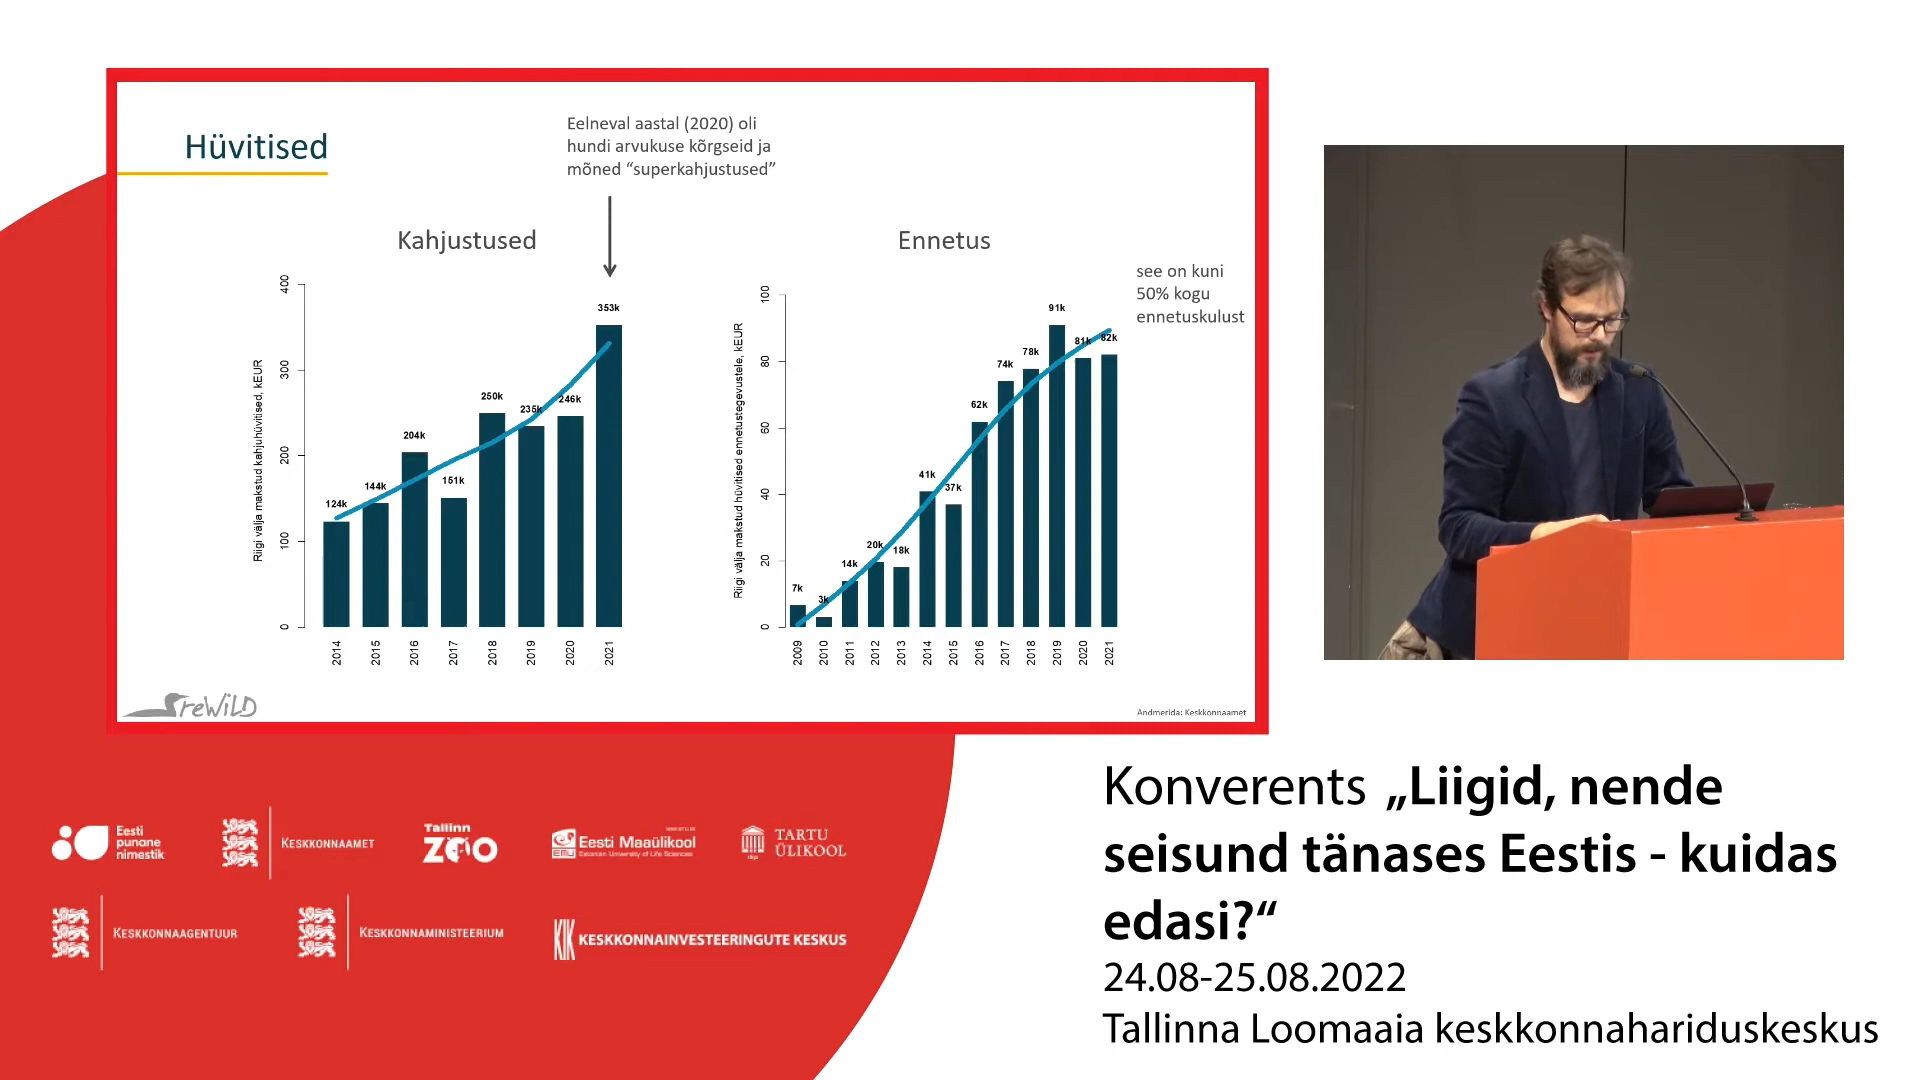 Hüvitised
Eelneval aastal (2020) oli
hundi arvukuse kõrgseid ja
mõned “superkahjustused”
Kahjustused
Riigi välja makstud kahjuhüvitised, kEUR
400
300
200
100
0
124k
144k
204k
151k
250k
235k
246k
353k
2014
2015
2016
2017
2018
2019
2020
2021
Ennetus
see on kuni
50% kogu
ennetuskulust
Riigi välja makstud hüvitised ennetustegevustele, kEUR
100
80
60
40
20
0
7k
3k
14k
20k
18k
41k
37k
62k
74k
78k
91k
81k
82k
2009
2010
2011
2012
2013
2014
2015
2016
2017
2018
2019
2020
2021
reWiLD
Andmerida: Keskkonnaamet
Eesti
punane
nimestik
KESKKONNAAMET
Tallinn
ZOO
EMU
Eesti Maaülikool
Estonian University of Life Sciences
TARTU
ÜLIKOOL
KESKKONNAAGENTUUR
KESKKONNAMINISTEERIUM
KIK KESKKONNAINVESTEERINGUTE KESKUS
Konverents „Liigid, nende
seisund tänases Eestis - kuidas
edasi?“
24.08-25.08.2022
Tallinna Loomaaia keskkonnahariduskeskus